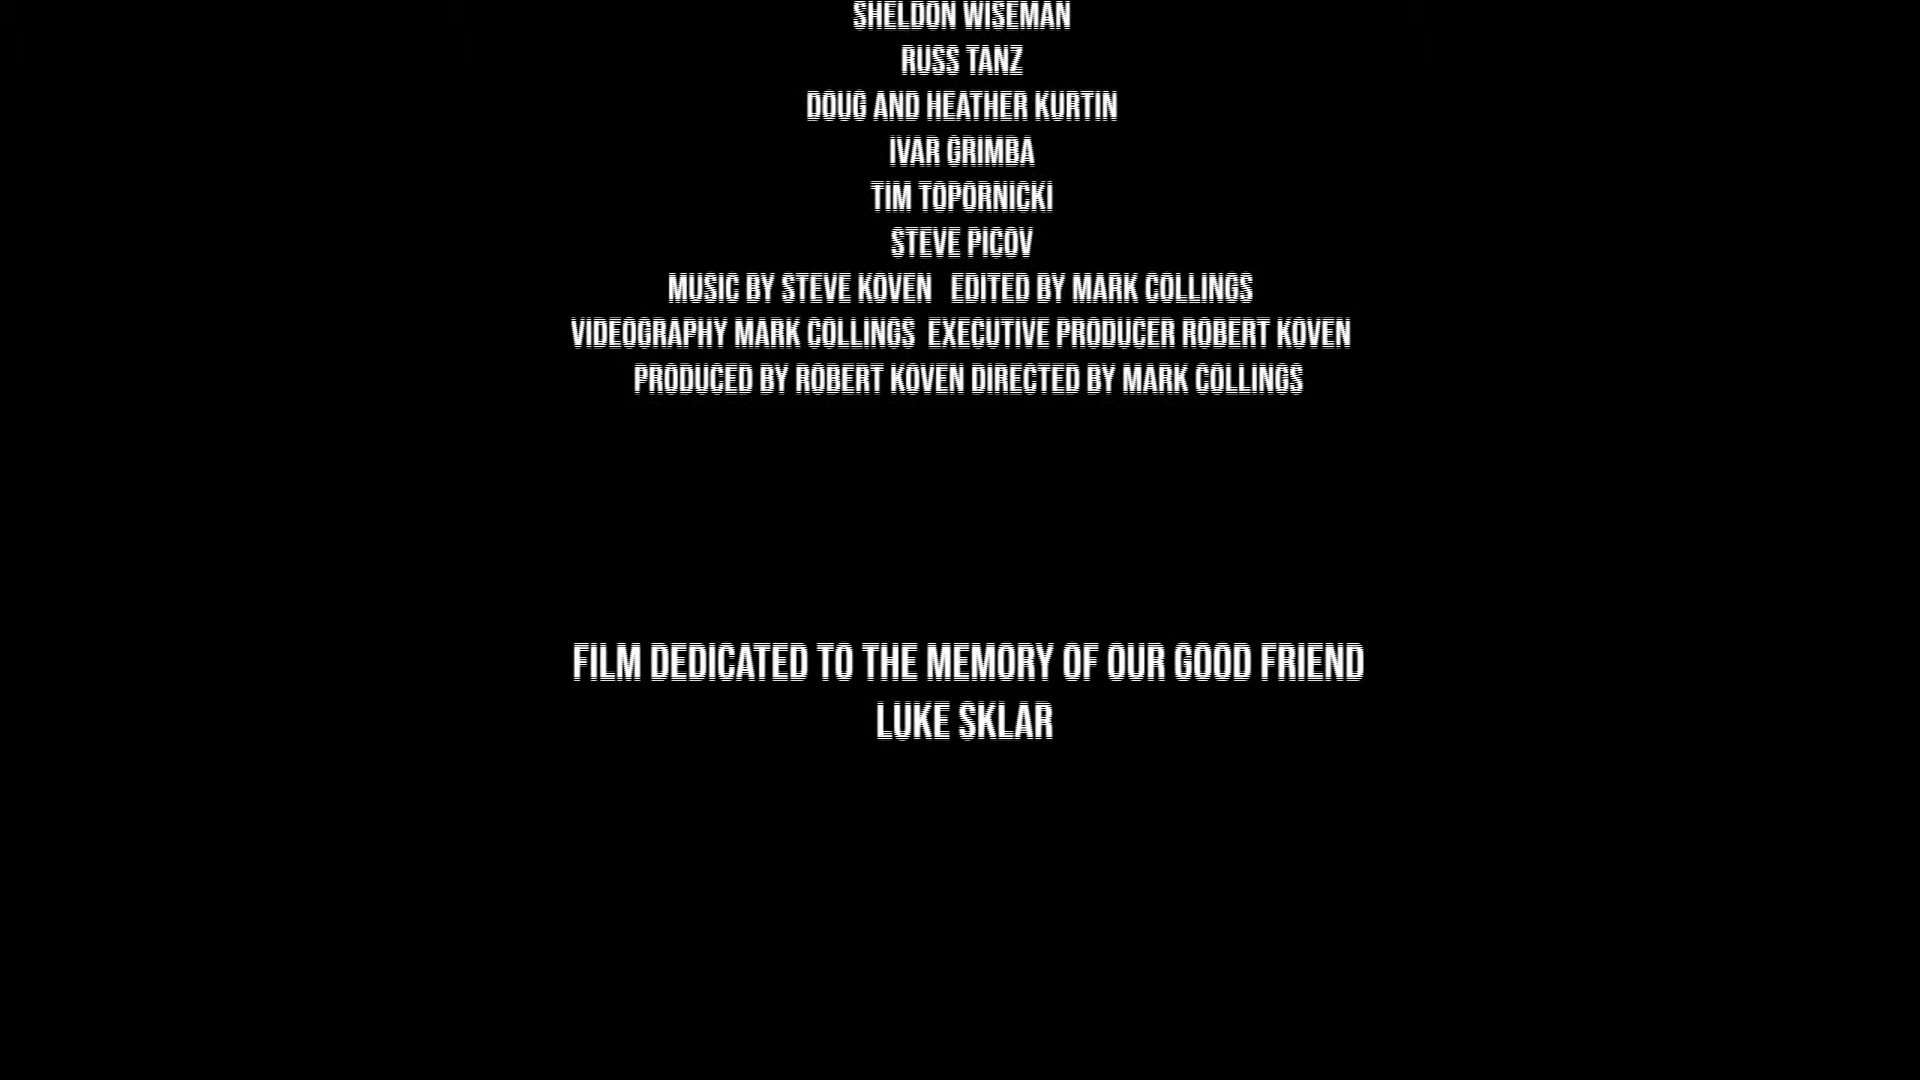 SHELDON WISEMAN
RUSS TANZ
DOUG AND HEATHER KURTIN
IVAR GRIMBA
TIM TOPORNICKI
STEVE PICOV
MUSIC BY STEVE KOVEN   EDITED BY MARK COLLINGS
VIDEOGRAPHY MARK COLLINGS  EXECUTIVE PRODUCER ROBERT KOVEN
PRODUCED BY ROBERT KOVEN DIRECTED BY MARK COLLINGS
FILM DEDICATED TO THE MEMORY OF OUR GOOD FRIEND
LUKE SKLAR